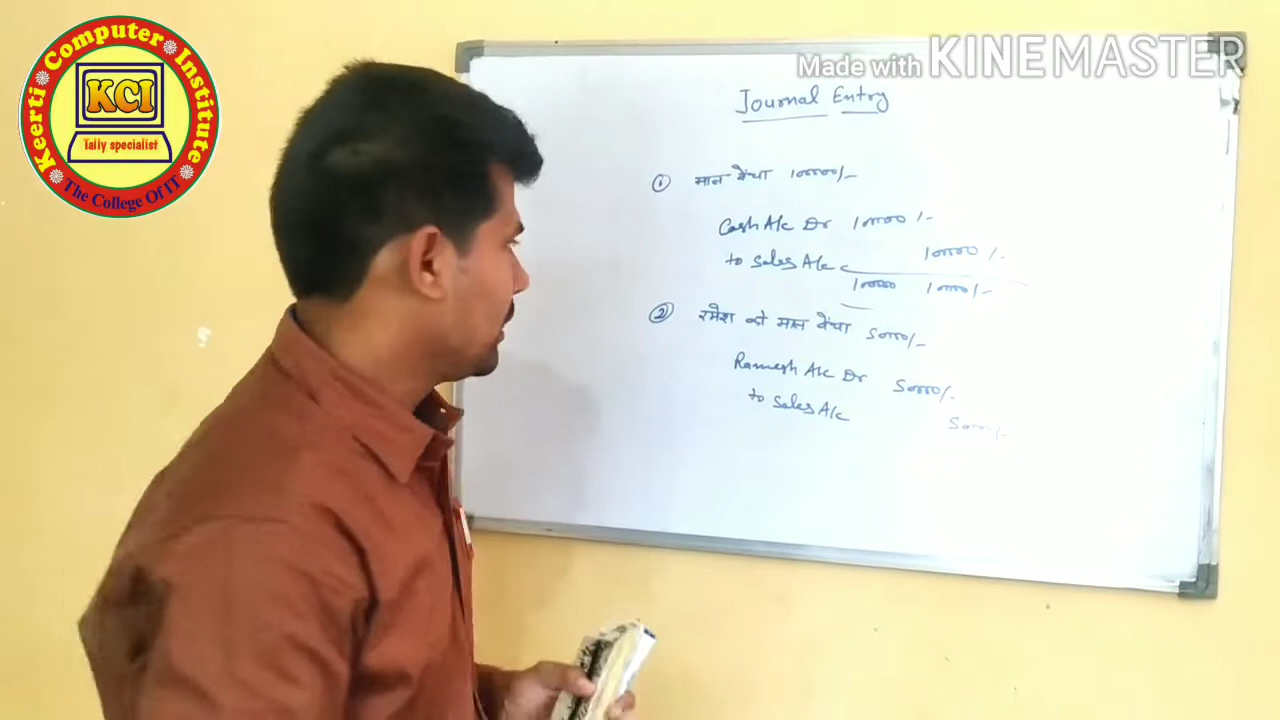 Keerti Computer Institute
KCI
Tally specialist
The College Of IT
Made with KINEMASTER
Journal Entry
① माल बेंचा 10000/-
Cash A/c Dr 10000/-
to Sales A/c 10000/-
10000 10000/-
② रमेश को माल बेंचा 5000/-
Ramesh A/c Dr 5000/-
to Sales A/c 5000/-